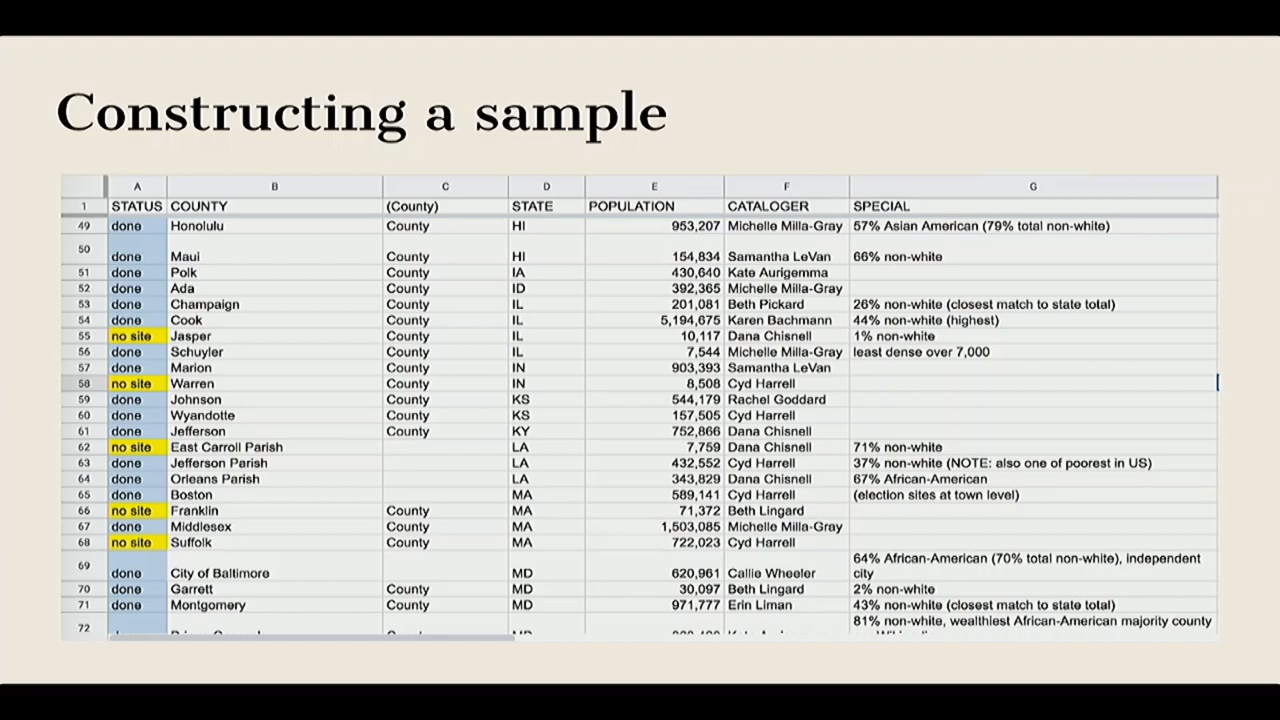 Constructing a sample
A B C D E F G
1 STATUS COUNTY (County) STATE POPULATION CATALOGER SPECIAL
49 done Honolulu County HI 953,207 Michelle Milla-Gray 57% Asian American (79% total non-white)
50 done Maui County HI 154,834 Samantha LeVan 66% non-white
51 done Polk County IA 430,640 Kate Aurigemma
52 done Ada County ID 392,365 Michelle Milla-Gray
53 done Champaign County IL 201,081 Beth Pickard 26% non-white (closest match to state total)
54 done Cook County IL 5,194,675 Karen Bachmann 44% non-white (highest)
55 no site Jasper County IL 10,117 Dana Chisnell 1% non-white
56 done Schuyler County IL 7,544 Michelle Milla-Gray least dense over 7,000
57 done Marion County IN 903,393 Samantha LeVan
58 no site Warren County IN 8,508 Cyd Harrell
59 done Johnson County KS 544,179 Rachel Goddard
60 done Wyandotte County KS 157,505 Cyd Harrell
61 done Jefferson County KY 752,866 Dana Chisnell
62 no site East Carroll Parish LA 7,759 Dana Chisnell 71% non-white
63 done Jefferson Parish LA 432,552 Cyd Harrell 37% non-white (NOTE: also one of poorest in US)
64 done Orleans Parish LA 343,829 Dana Chisnell 67% African-American
65 done Boston MA 589,141 Cyd Harrell (election sites at town level)
66 no site Franklin County MA 71,372 Beth Lingard
67 done Middlesex County MA 1,503,085 Michelle Milla-Gray
68 no site Suffolk County MA 722,023 Cyd Harrell
69 done City of Baltimore MD 620,961 Callie Wheeler 64% African-American (70% total non-white), independent
city
70 done Garrett County MD 30,097 Beth Lingard 2% non-white
71 done Montgomery County MD 971,777 Erin Liman 43% non-white (closest match to state total)
72 81% non-white, wealthiest African-American majority county